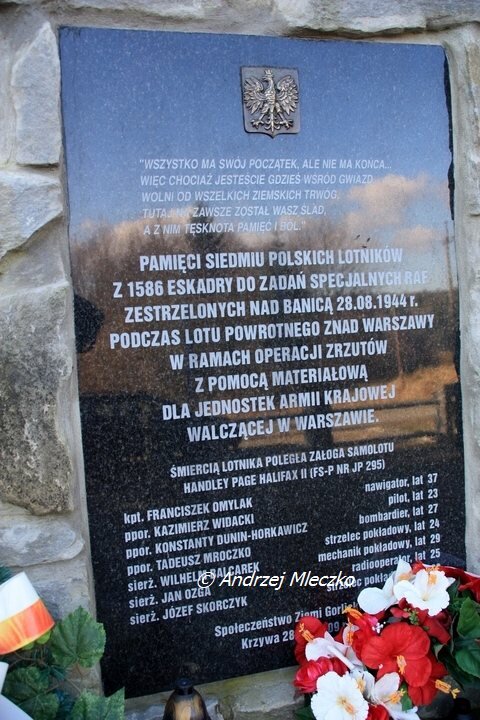 "WSZYSTKO MA SWÓJ POCZĄTEK, ALE NIE MA KOŃCA...
WIĘC CHOCIAŻ JESTEŚCIE GDZIEŚ WŚRÓD GWIAZD
WOLNI OD WSZELKICH ZIEMSKICH TRWÓG,
TUTAJ NA ZAWSZE ZOSTAŁ WASZ ŚLAD,
A Z NIM TĘSKNOTA PAMIĘĆ I BÓL."
PAMIĘCI SIEDMIU POLSKICH LOTNIKÓW
Z 1586 ESKADRY DO ZADAŃ SPECJALNYCH RAF
ZESTRZELONYCH NAD BANICĄ 28.08.1944 r.
PODCZAS LOTU POWROTNEGO ZNAD WARSZAWY
W RAMACH OPERACJI ZRZUTÓW
Z POMOCĄ MATERIAŁOWĄ
DLA JEDNOSTEK ARMII KRAJOWEJ
WALCZĄCEJ W WARSZAWIE.
ŚMIERCIĄ LOTNIKA POLEGŁA ZAŁOGA SAMOLOTU
HANDLEY PAGE HALIFAX II (FS-P NR JP 295)
kpt. FRANCISZEK OMYLAK nawigator, lat 37
ppor. KAZIMIERZ WIDACKI pilot, lat 23
ppor. KONSTANTY DUNIN-HORKAWICZ bombardier, lat 27
ppor. TADEUSZ MROCZKO strzelec pokładowy, lat 24
sierż. WILHELM BALCAREK mechanik pokładowy, lat 29
sierż. JAN OZGA radiooperator, lat 25
sierż. JÓZEF SKORCZYK strzelec
© Andrzej Mleczko
Społeczeństwo Ziemi
Krzywa 28